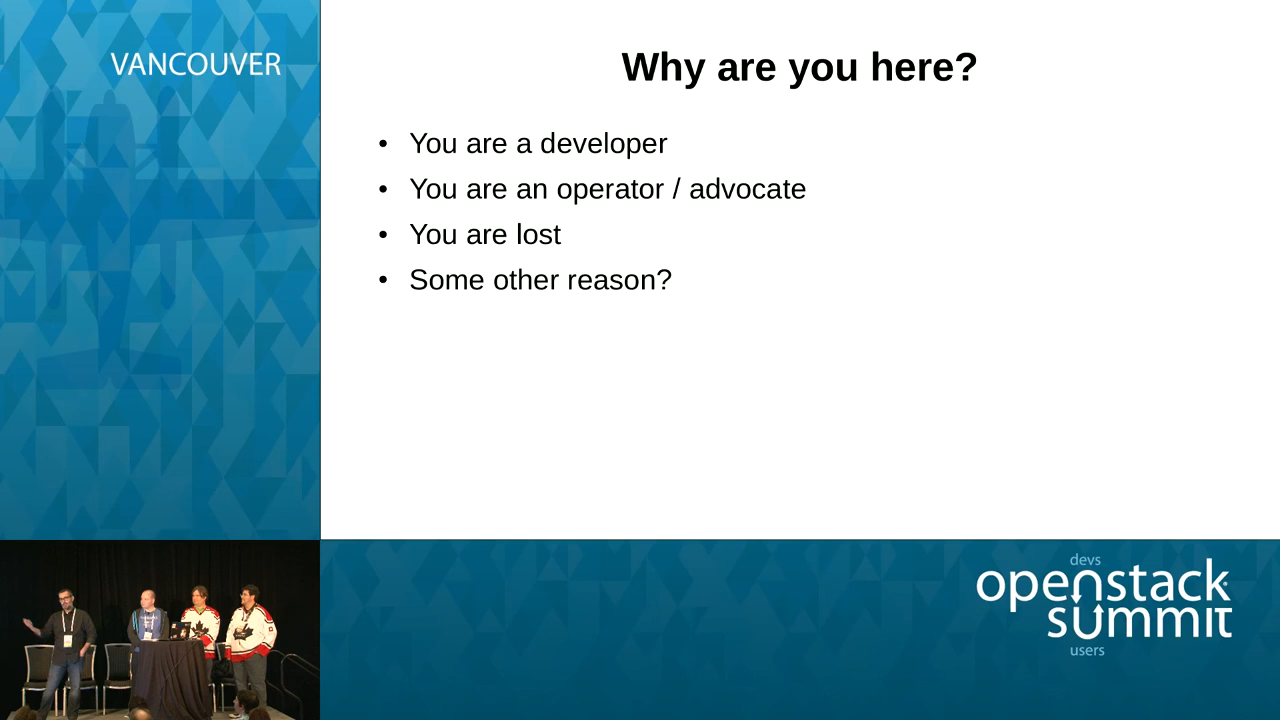 VANCOUVER
Why are you here?
• You are a developer
• You are an operator / advocate
• You are lost
• Some other reason?
devs
openstack
summit
users